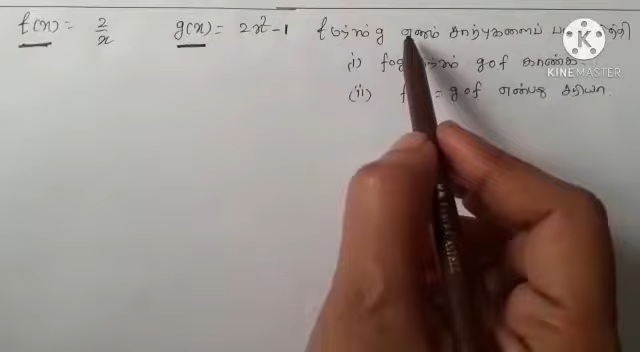 f(x) = 2/x g(x) = 2x² - 1 f மற்றும் g எனும் சார்புகளைப்
(i) fog மற்றும் gof காண்க
(ii) f = gof என்பது சரியா.
KINEMASTER